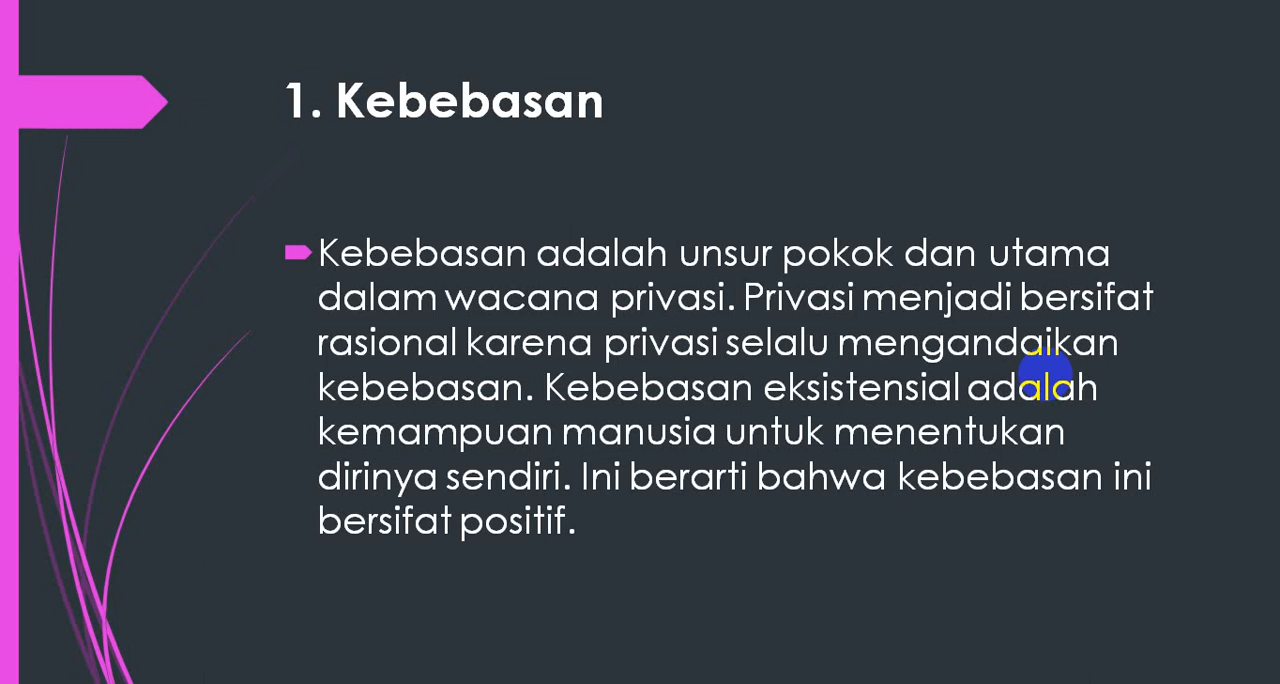 1. Kebebasan
Kebebasan adalah unsur pokok dan utama
dalam wacana privasi. Privasi menjadi bersifat
rasional karena privasi selalu mengandaikan
kebebasan. Kebebasan eksistensial adalah
kemampuan manusia untuk menentukan
dirinya sendiri. Ini berarti bahwa kebebasan ini
bersifat positif.